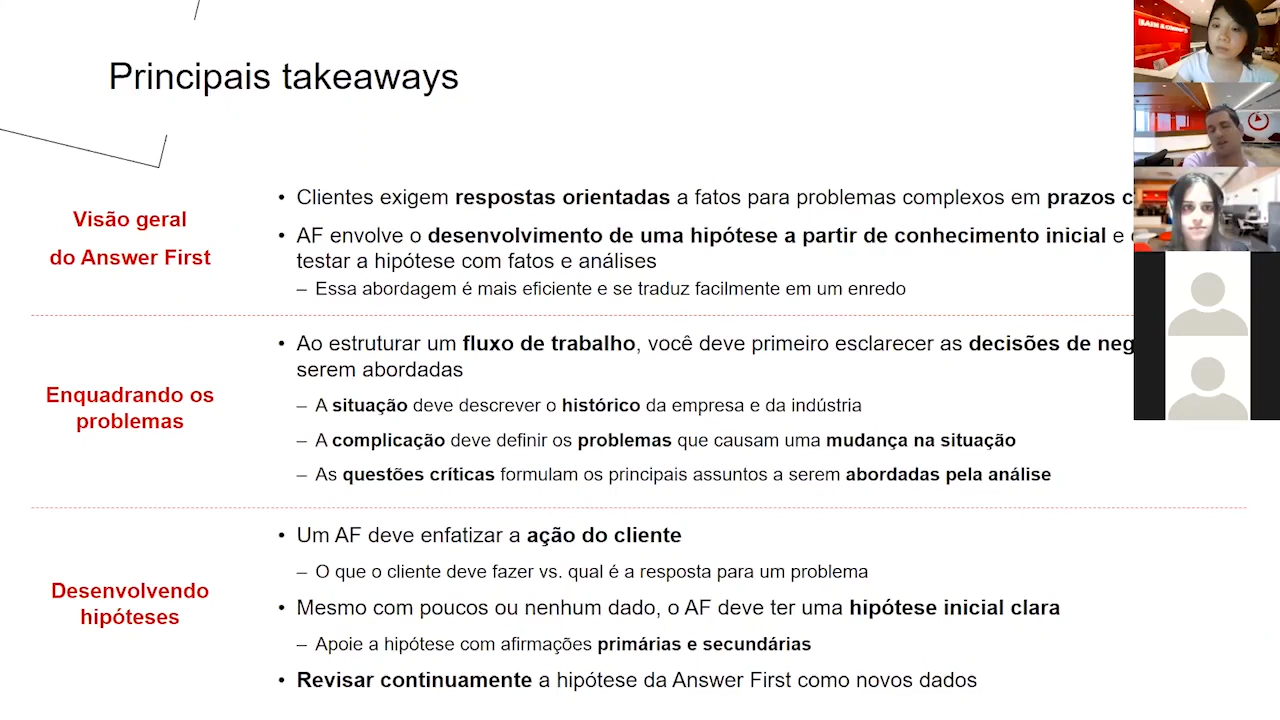 Principais takeaways
Visão geral
do Answer First
• Clientes exigem respostas orientadas a fatos para problemas complexos em prazos
• AF envolve o desenvolvimento de uma hipótese a partir de conhecimento inicial e
testar a hipótese com fatos e análises
– Essa abordagem é mais eficiente e se traduz facilmente em um enredo
Enquadrando os
problemas
• Ao estruturar um fluxo de trabalho, você deve primeiro esclarecer as decisões de
serem abordadas
– A situação deve descrever o histórico da empresa e da indústria
– A complicação deve definir os problemas que causam uma mudança na situação
– As questões críticas formulam os principais assuntos a serem abordadas pela análise
Desenvolvendo
hipóteses
• Um AF deve enfatizar a ação do cliente
– O que o cliente deve fazer vs. qual é a resposta para um problema
• Mesmo com poucos ou nenhum dado, o AF deve ter uma hipótese inicial clara
– Apoie a hipótese com afirmações primárias e secundárias
• Revisar continuamente a hipótese da Answer First como novos dados